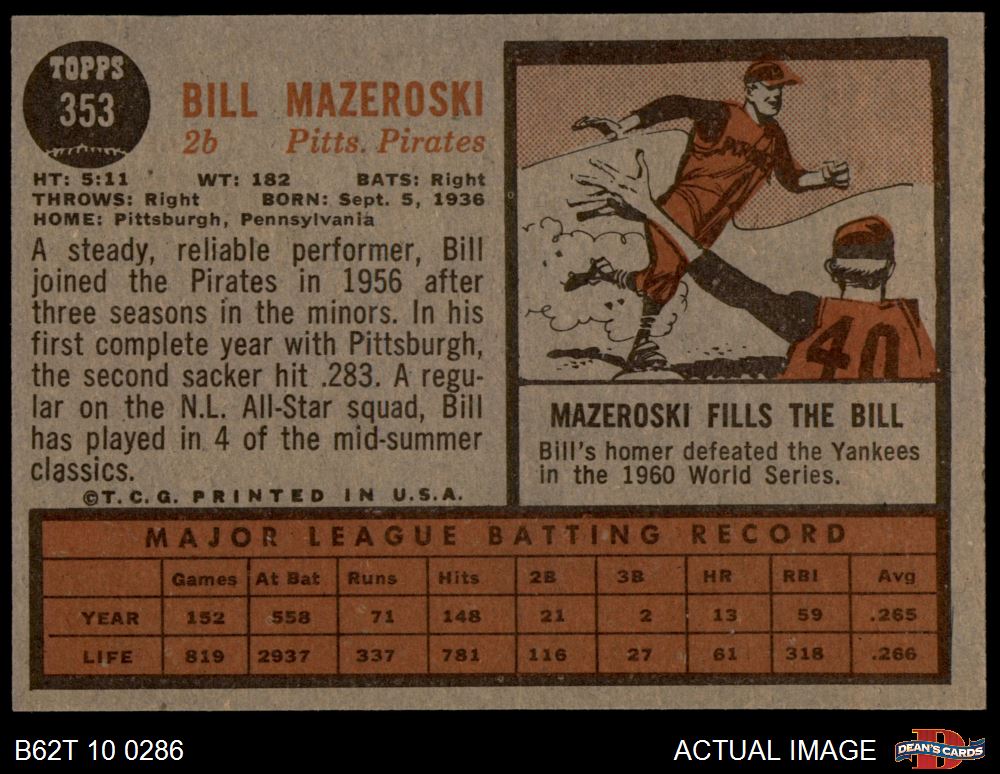 TOPPS
353
BILL MAZEROSKI
2b Pitts. Pirates
HT: 5:11 WT: 182 BATS: Right
THROWS: Right BORN: Sept. 5, 1936
HOME: Pittsburgh, Pennsylvania
A steady, reliable performer, Bill
joined the Pirates in 1956 after
three seasons in the minors. In his
first complete year with Pittsburgh,
the second sacker hit .283. A regu-
lar on the N.L. All-Star squad, Bill
has played in 4 of the mid-summer
classics.
©T.C.G. PRINTED IN U.S.A.
PIRATES
40
MAZEROSKI FILLS THE BILL
Bill's homer defeated the Yankees
in the 1960 World Series.
MAJOR LEAGUE BATTING RECORD
Games At Bat Runs Hits 2B 3B HR RBI Avg
YEAR 152 558 71 148 21 2 13 59 .265
LIFE 819 2937 337 781 116 27 61 318 .266
B62T 10 0286
ACTUAL IMAGE
D
DEAN'S CARDS